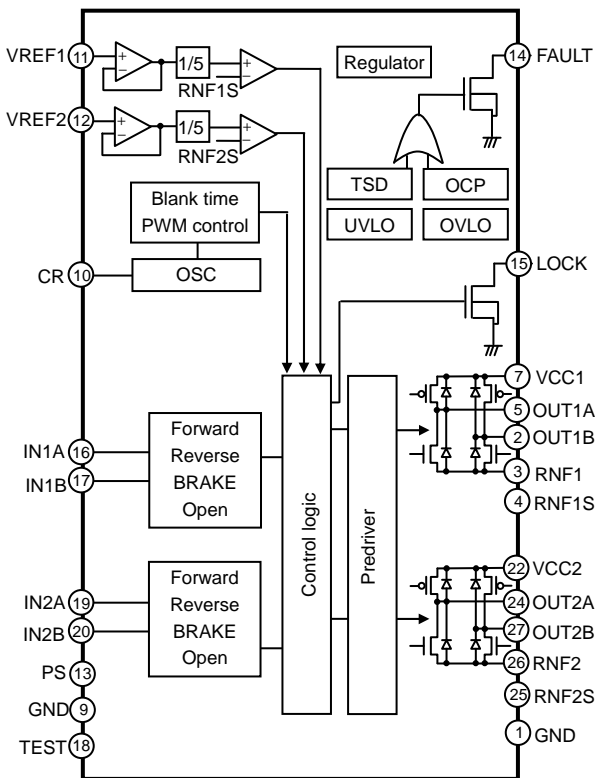 VREF1
11
1/5
RNF1S
VREF2
12
1/5
RNF2S
Regulator
14
FAULT
TSD
OCP
UVLO
OVLO
Blank time
PWM control
CR
10
OSC
15
LOCK
IN1A
16
IN1B
17
Forward
Reverse
BRAKE
Open
IN2A
19
IN2B
20
Forward
Reverse
BRAKE
Open
PS
13
GND
9
TEST
18
Control logic
Predriver
7
VCC1
5
OUT1A
2
OUT1B
3
RNF1
4
RNF1S
22
VCC2
24
OUT2A
27
OUT2B
26
RNF2
25
RNF2S
1
GND